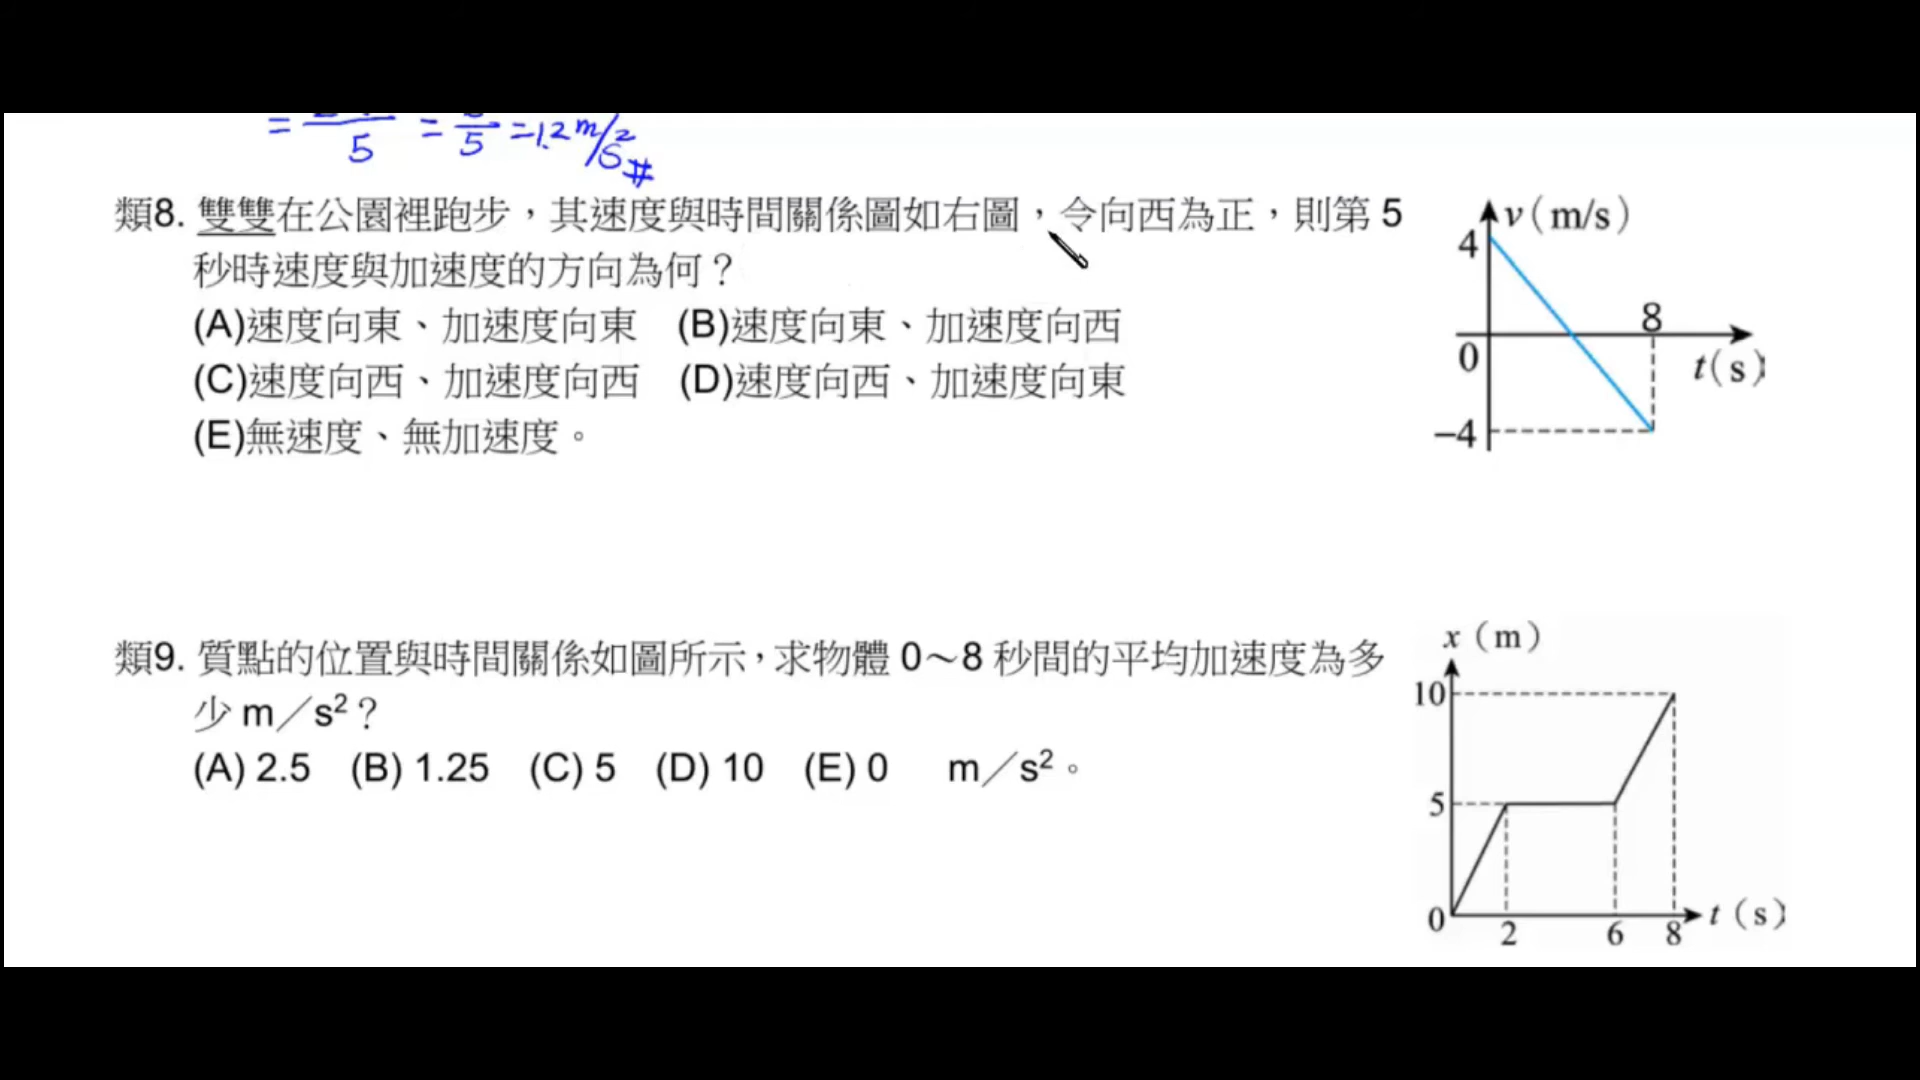 = 5 = 5 = 1.2 m/s² #
類8. 雙雙在公園裡跑步，其速度與時間關係圖如右圖，令向西為正，則第 5
秒時速度與加速度的方向為何？
(A)速度向東、加速度向東 (B)速度向東、加速度向西
(C)速度向西、加速度向西 (D)速度向西、加速度向東
(E)無速度、無加速度。
v(m/s)
4
8
0
t(s)
-4
類9. 質點的位置與時間關係如圖所示，求物體 0～8 秒間的平均加速度為多
少 m／s²？
(A) 2.5 (B) 1.25 (C) 5 (D) 10 (E) 0 m／s²。
x (m)
10
5
0
2 6 8
t (s)